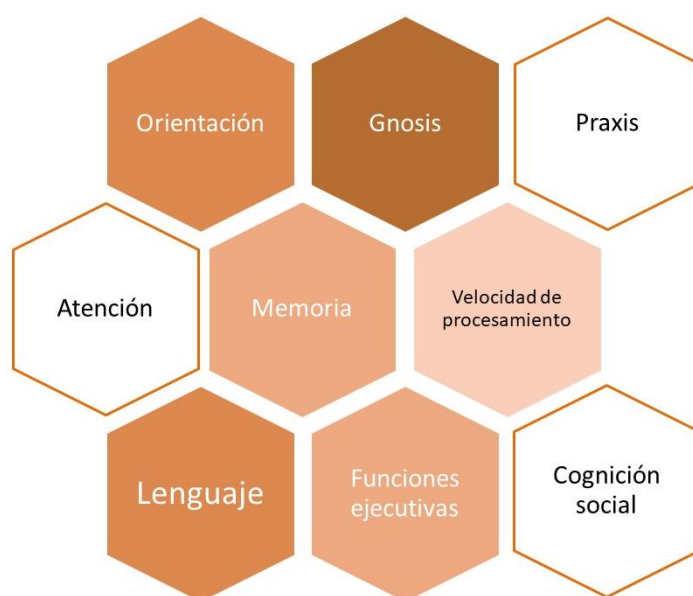 Orientación
Gnosis
Praxis
Atención
Memoria
Velocidad de
procesamiento
Lenguaje
Funciones
ejecutivas
Cognición
social